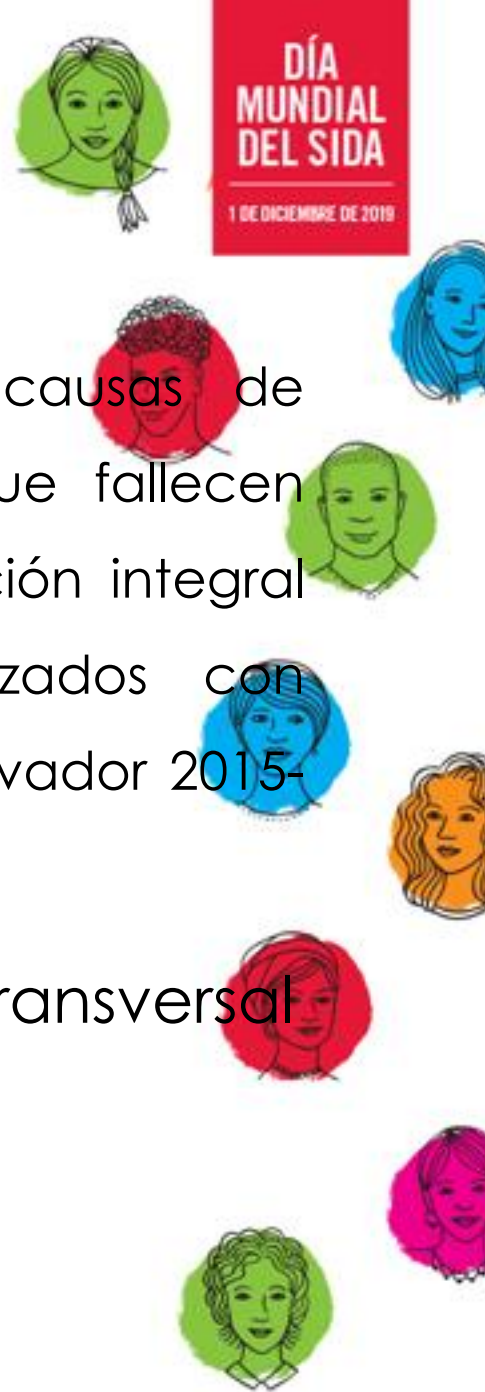 DÍA
MUNDIAL
DEL SIDA
1 DE DICIEMBRE DE 2019
causas de
ue fallecen
ción integral
zados con
vador 2015-
ransversal